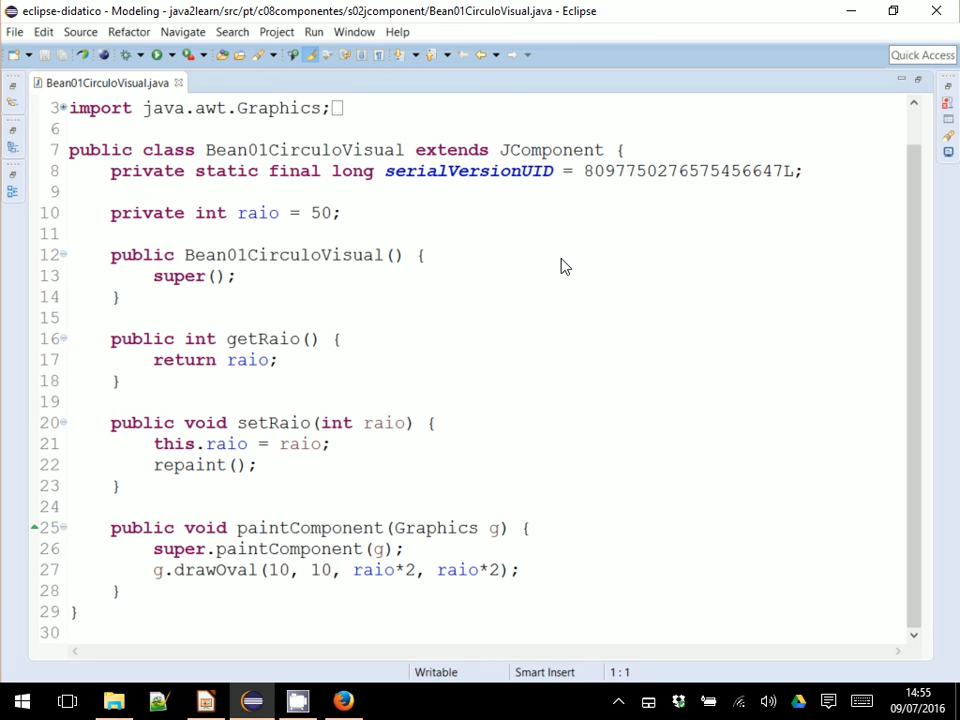 eclipse-didatico - Modeling - java2learn/src/pt/c08componentes/s02jcomponent/Bean01CirculoVisual.java - Eclipse
File Edit Source Refactor Navigate Search Project Run Window Help
Quick Access
Bean01CirculoVisual.java
3 import java.awt.Graphics;
6
7 public class Bean01CirculoVisual extends JComponent {
8 private static final long serialVersionUID = 8097750276575456647L;
9
10 private int raio = 50;
11
12 public Bean01CirculoVisual() {
13 super();
14 }
15
16 public int getRaio() {
17 return raio;
18 }
19
20 public void setRaio(int raio) {
21 this.raio = raio;
22 repaint();
23 }
24
25 public void paintComponent(Graphics g) {
26 super.paintComponent(g);
27 g.drawOval(10, 10, raio*2, raio*2);
28 }
29 }
30
Writable Smart Insert 1 : 1
14:55
09/07/2016